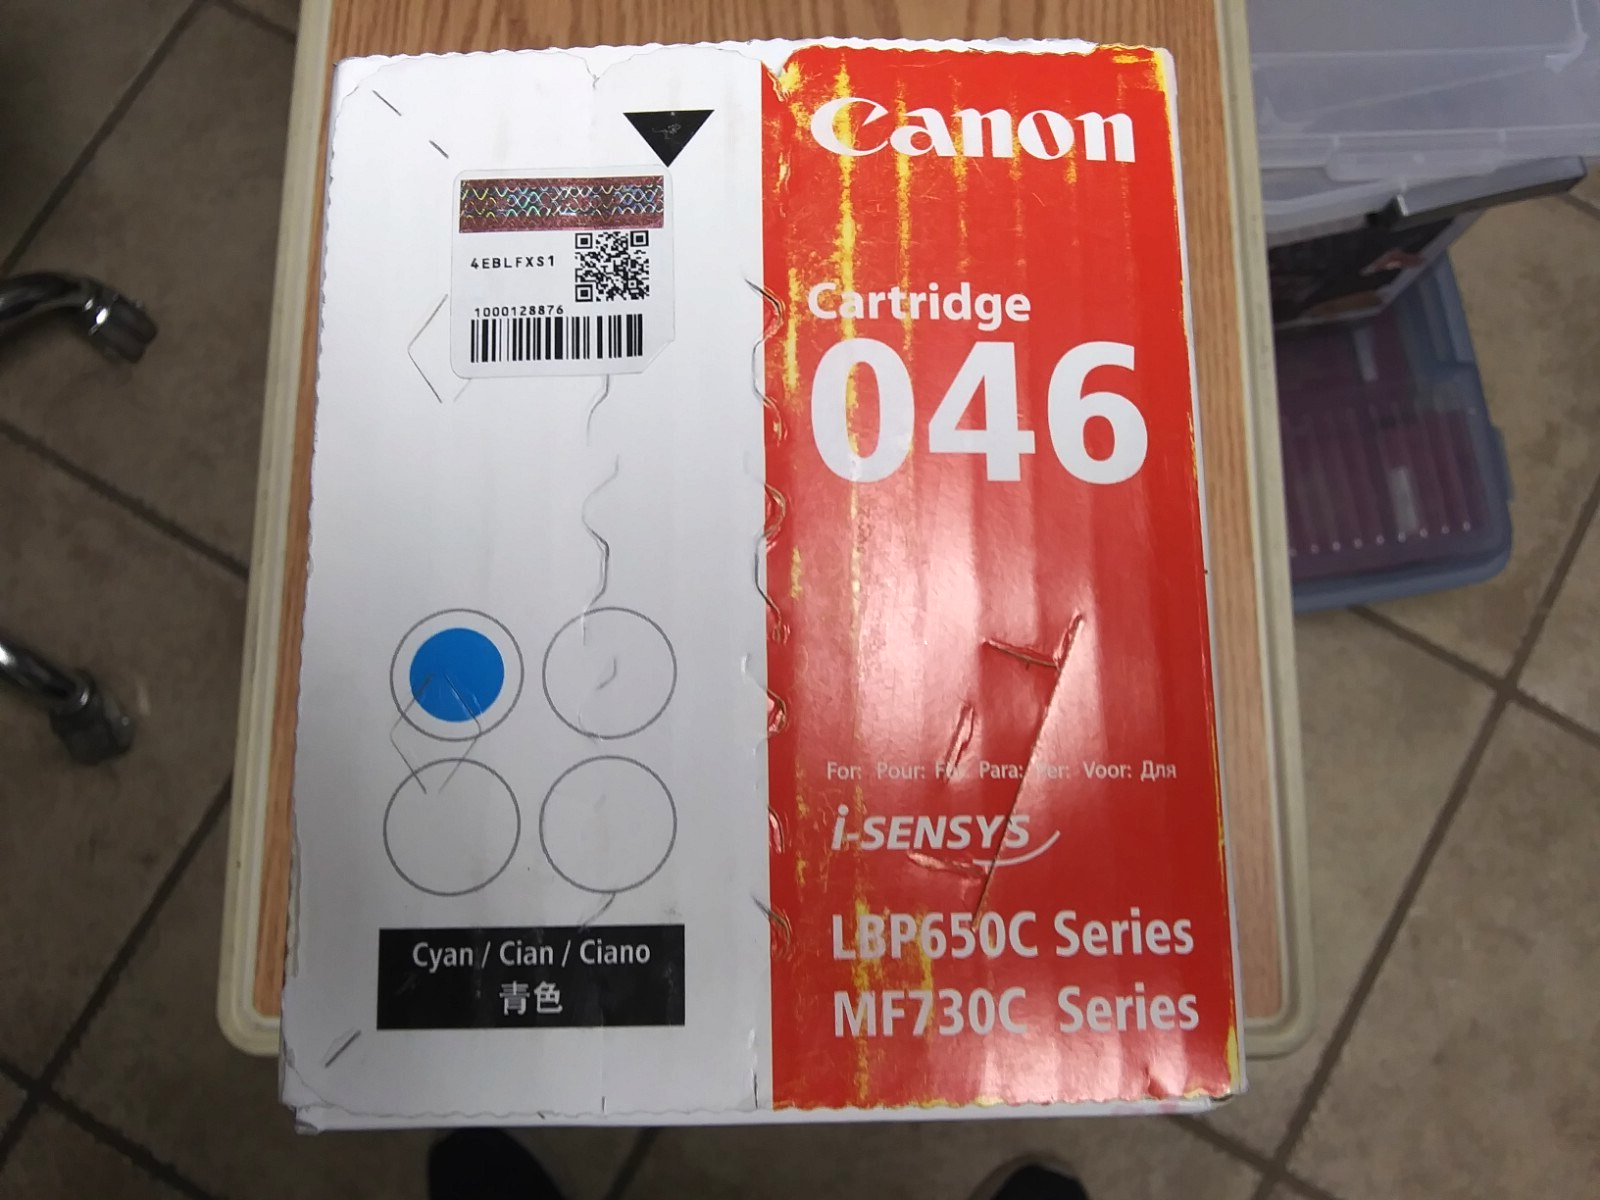 Canon
4EBLFXS1
1000128876
Cartridge
046
For: Pour: Für: Para: Per: Voor: Для
i-SENSYS
LBP650C Series
MF730C Series
Cyan / Cian / Ciano
青色